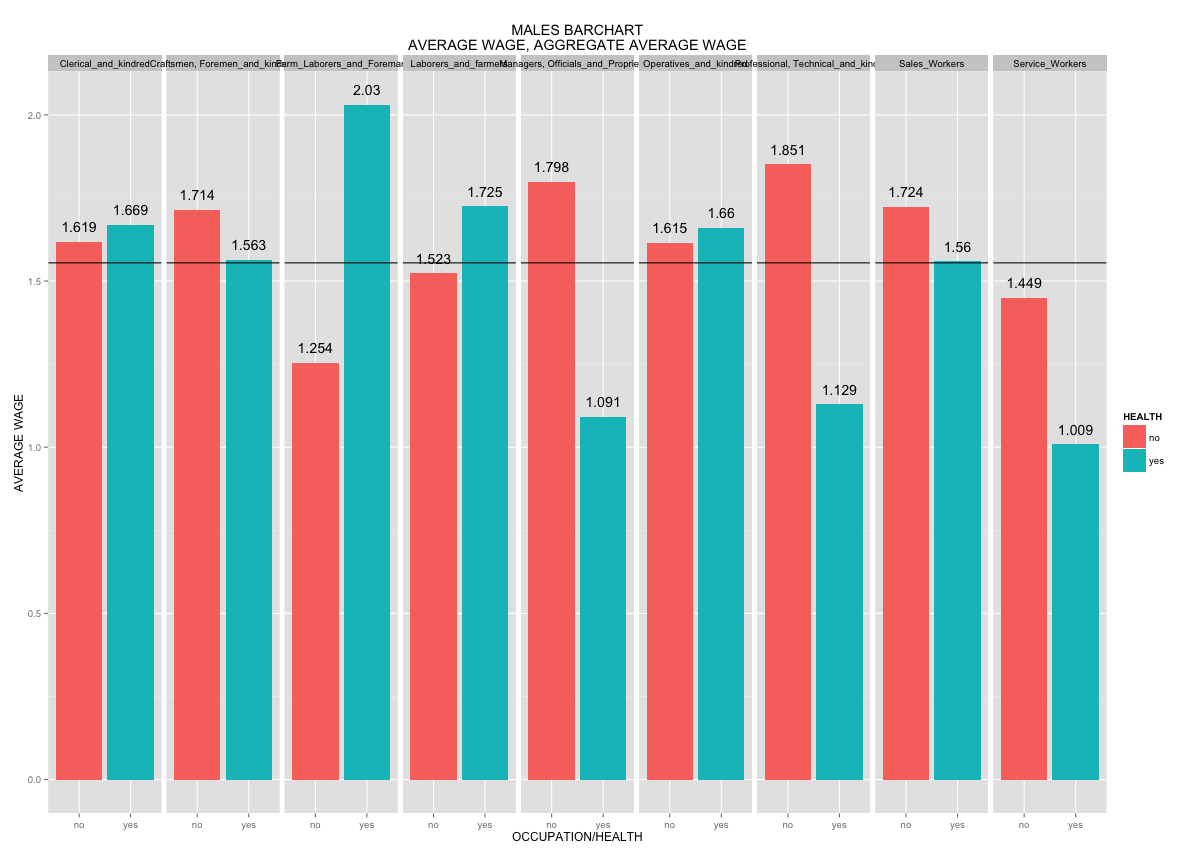 MALES BARCHART
AVERAGE WAGE, AGGREGATE AVERAGE WAGE
Clerical_and_kindred Craftsmen, Foremen_and_kin Farm_Laborers_and_Foreman Laborers_and_farmers Managers, Officials_and_Proprie Operatives_and_kindred Professional, Technical_and_kind Sales_Workers Service_Workers
2.03
2.0
1.851
1.798
1.725
1.724
1.714
1.669
1.66
1.619
1.615
1.563
1.56
1.523
1.5
1.449
1.254
1.129
1.091
1.009
1.0
0.5
0.0
AVERAGE WAGE
HEALTH
no
yes
no yes no yes no yes no yes no yes no yes no yes no yes no yes
OCCUPATION/HEALTH